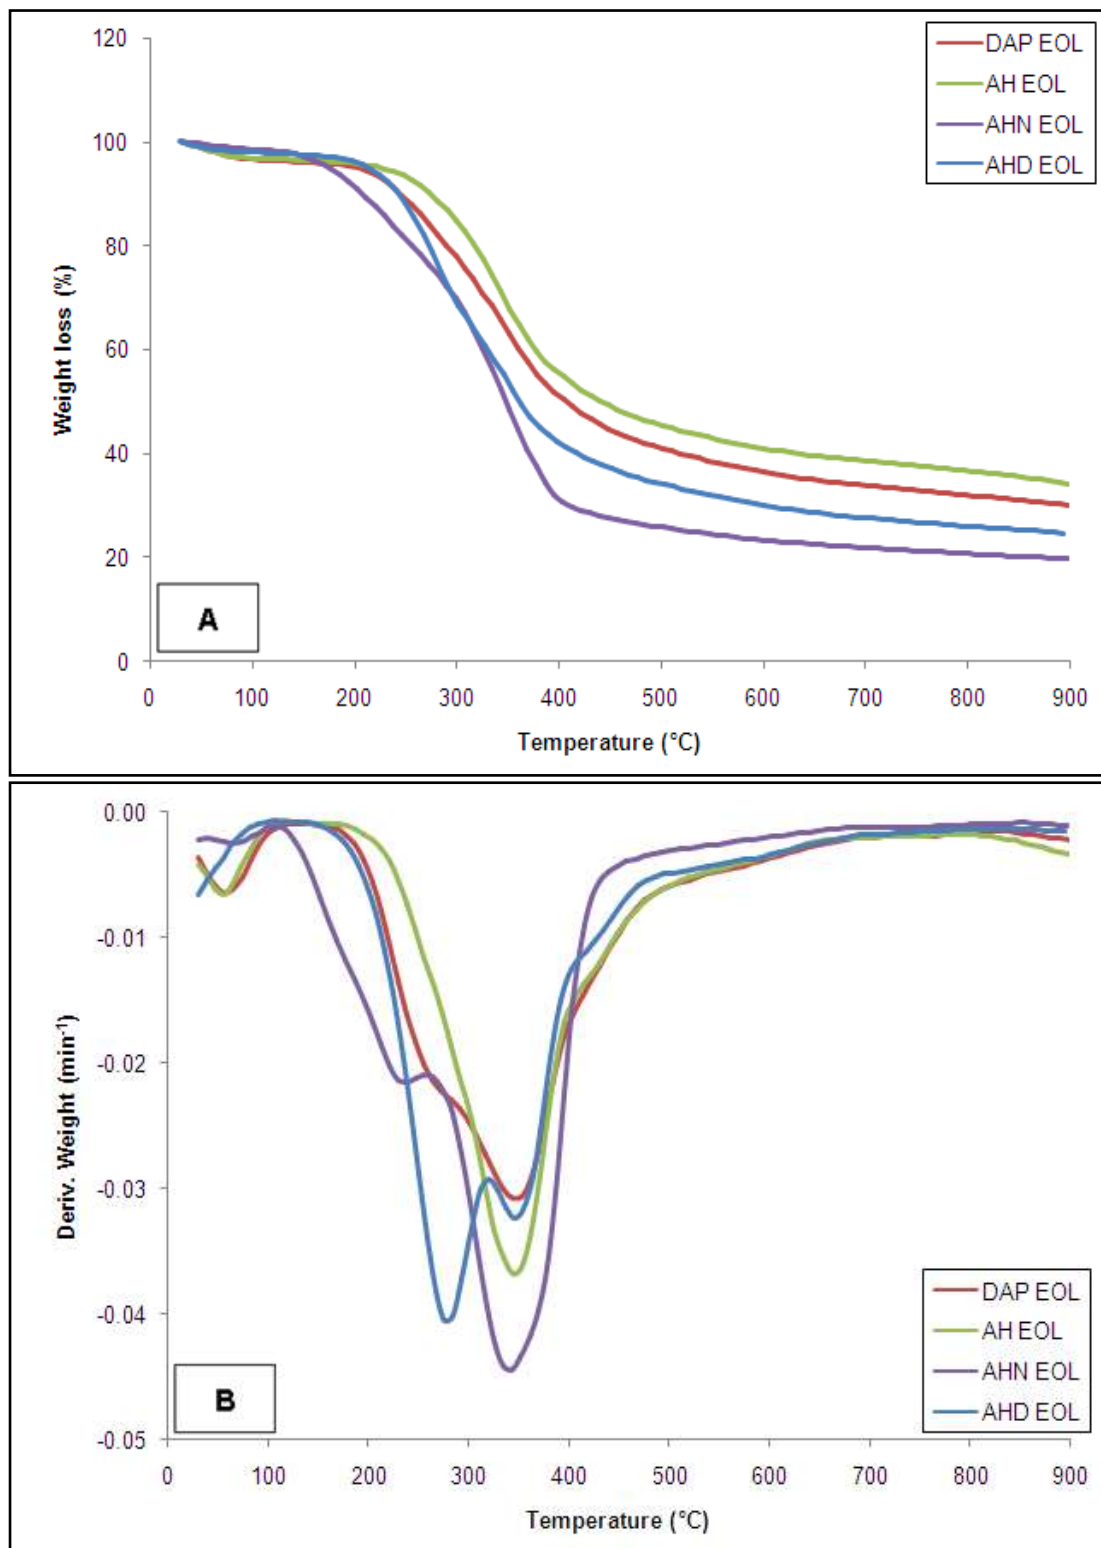 120
100
80
60
40
20
0
Weight loss (%)
DAP EOL
AH EOL
AHN EOL
AHD EOL
A
0 100 200 300 400 500 600 700 800 900
Temperature (°C)
0.00
-0.01
-0.02
-0.03
-0.04
-0.05
Deriv. Weight (min⁻¹)
DAP EOL
AH EOL
AHN EOL
AHD EOL
B
0 100 200 300 400 500 600 700 800 900
Temperature (°C)